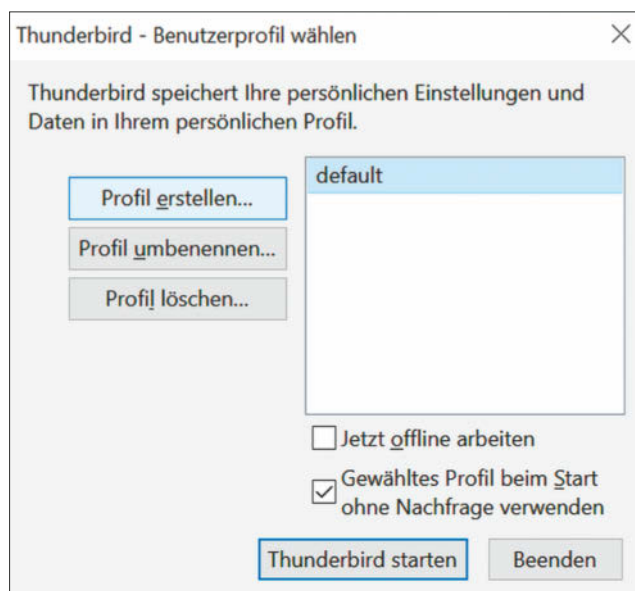 Thunderbird - Benutzerprofil wählen
Thunderbird speichert Ihre persönlichen Einstellungen und
Daten in Ihrem persönlichen Profil.
Profil erstellen...
Profil umbenennen...
Profil löschen...
default
Jetzt offline arbeiten
Gewähltes Profil beim Start
ohne Nachfrage verwenden
Thunderbird starten
Beenden